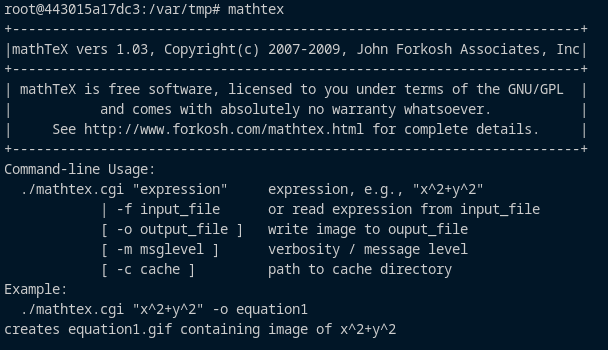 root@443015a17dc3:/var/tmp# mathtex
+-----------------------------------------------------------------------+
|mathTeX vers 1.03, Copyright(c) 2007-2009, John Forkosh Associates, Inc|
+-----------------------------------------------------------------------+
| mathTeX is free software, licensed to you under terms of the GNU/GPL  |
|           and comes with absolutely no warranty whatsoever.           |
|     See http://www.forkosh.com/mathtex.html for complete details.     |
+-----------------------------------------------------------------------+
Command-line Usage:
  ./mathtex.cgi "expression"     expression, e.g., "x^2+y^2"
            | -f input_file      or read expression from input_file
            [ -o output_file ]   write image to ouput_file
            [ -m msglevel ]      verbosity / message level
            [ -c cache ]         path to cache directory
Example:
  ./mathtex.cgi "x^2+y^2" -o equation1
creates equation1.gif containing image of x^2+y^2